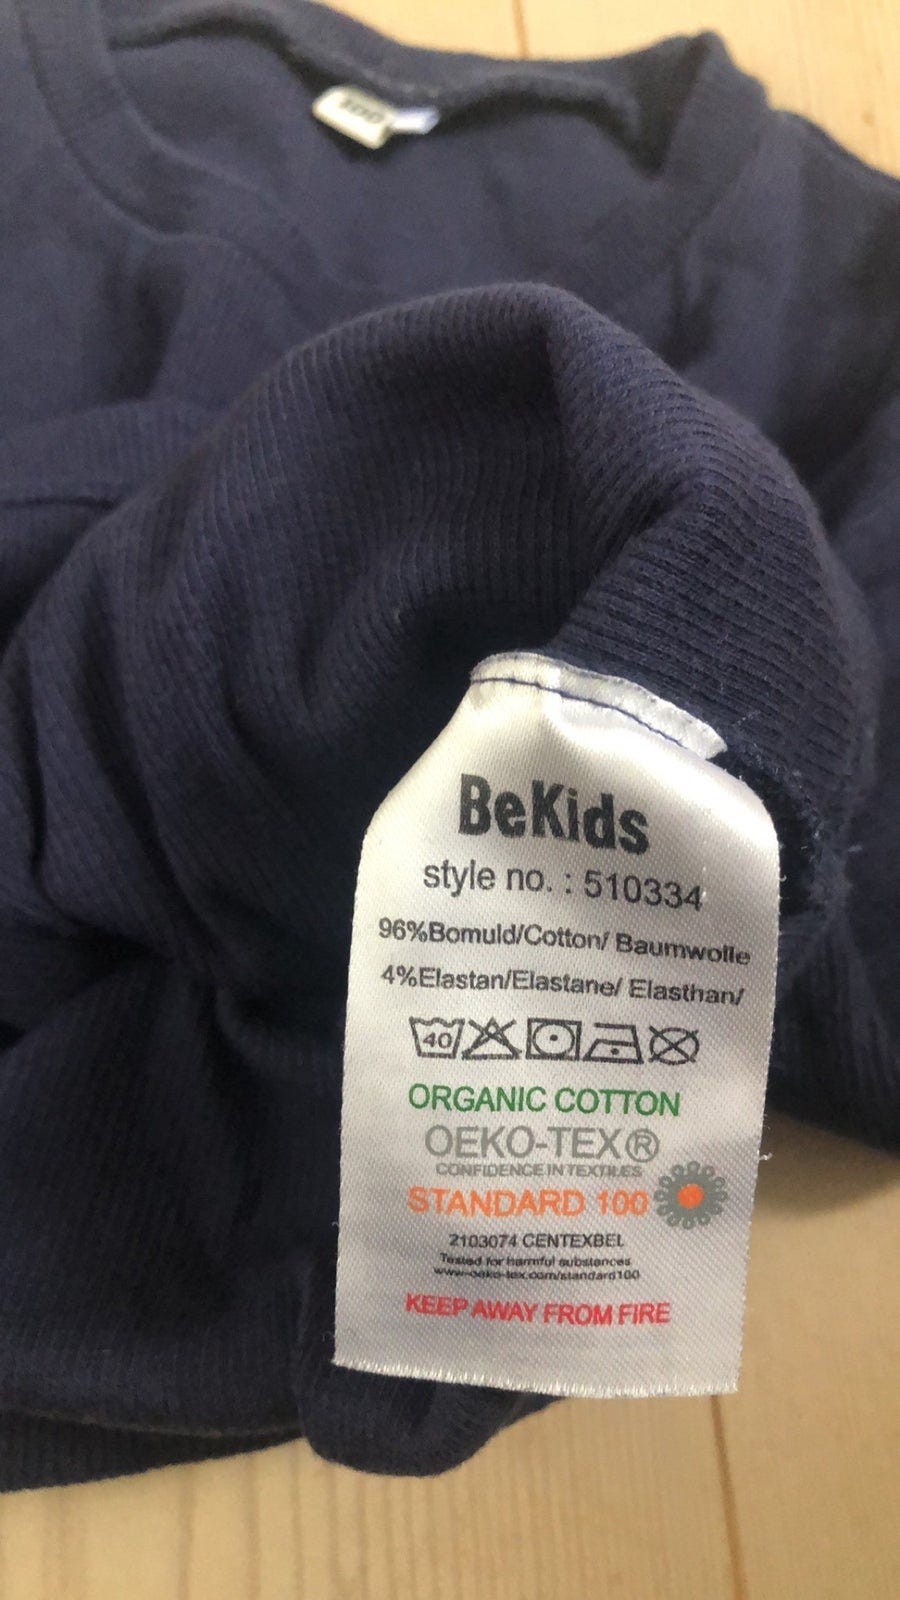 100
BeKids
style no. : 510334
96%Bomuld/Cotton/ Baumwolle
4%Elastan/Elastane/ Elasthan/
40
ORGANIC COTTON
OEKO-TEX®
CONFIDENCE IN TEXTILES
STANDARD 100
2103074 CENTEXBEL
Tested for harmful substances
www-oeko-tex.com/standard100
KEEP AWAY FROM FIRE